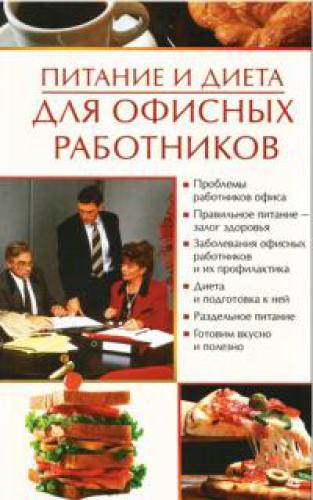 ПИТАНИЕ И ДИЕТА
ДЛЯ ОФИСНЫХ
РАБОТНИКОВ
▪ Проблемы
работников офиса
▪ Правильное питание –
залог здоровья
▪ Заболевания офисных
работников
и их профилактика
▪ Диета
и подготовка к ней
▪ Раздельное питание
▪ Готовим вкусно
и полезно